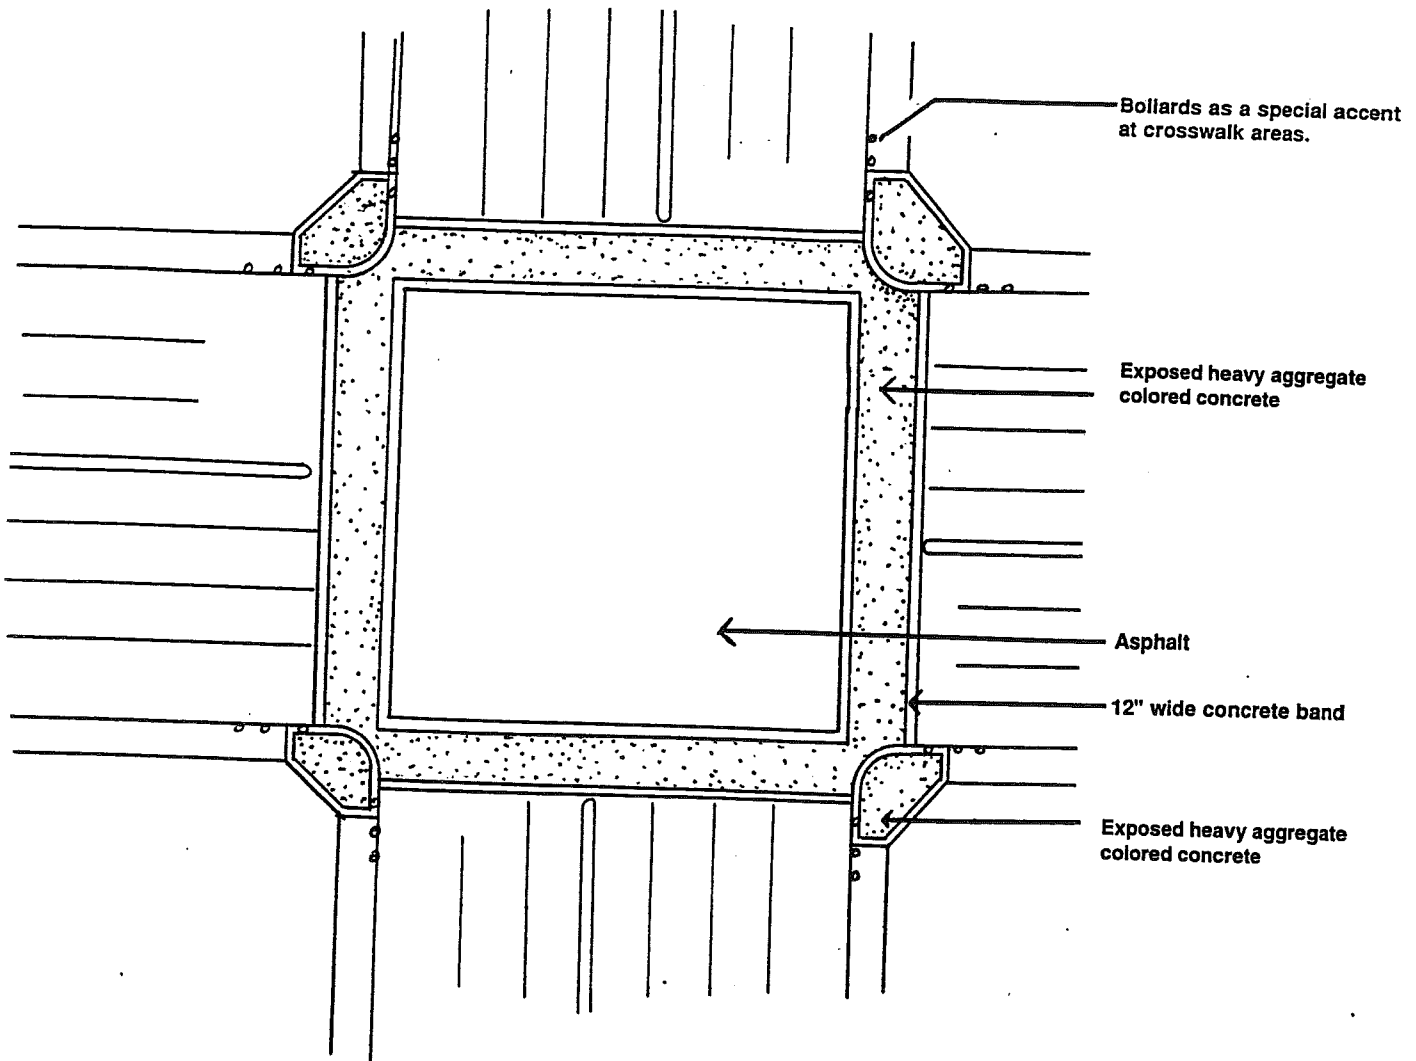 Bollards as a special accent
at crosswalk areas.
Exposed heavy aggregate
colored concrete
Asphalt
12" wide concrete band
Exposed heavy aggregate
colored concrete